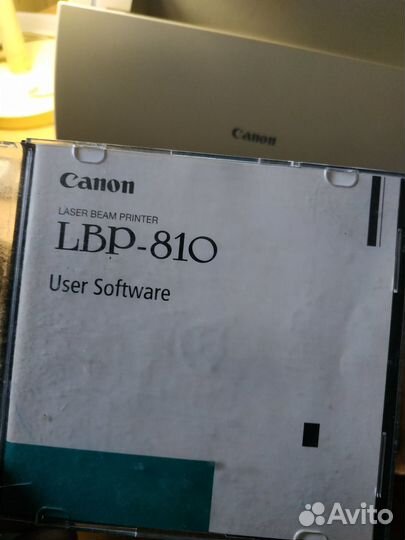 Canon
Canon
LASER BEAM PRINTER
LBP-810
User Software
Avito